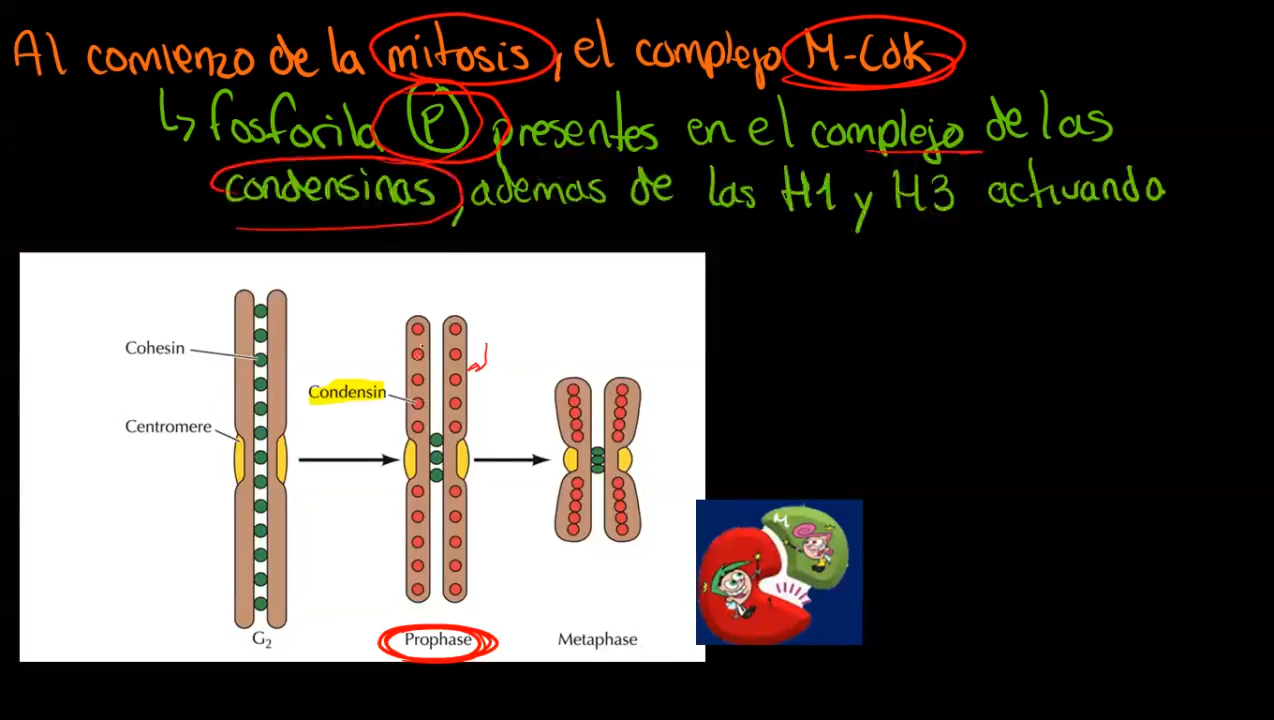 Al comienzo de la mitosis, el complejo M-Cdk
↳ fosforila (P) presentes en el complejo de las
condensinas, ademas de las H1 y H3 activando
Cohesin
Condensin
Centromere
G2
Prophase
Metaphase
M